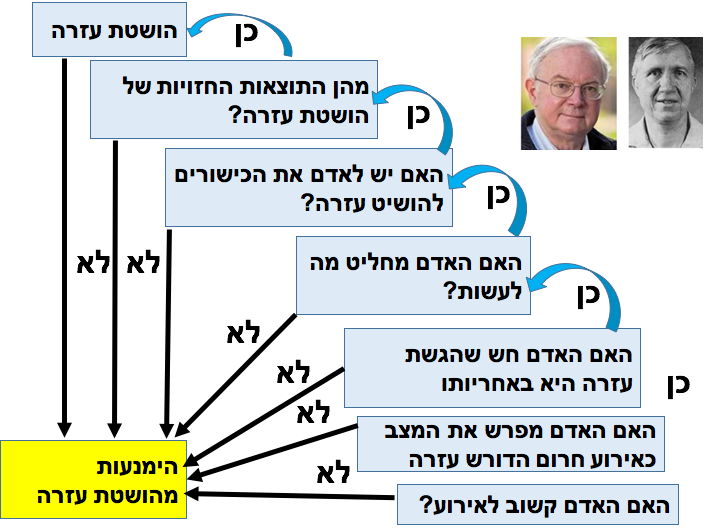 הושטת עזרה
כן
מהן התוצאות החזויות של
הושטת עזרה?
כן
האם יש לאדם את הכישורים
להושיט עזרה?
כן
לא
לא
האם האדם מחליט מה
לעשות?
כן
לא
האם האדם חש שהגשת
עזרה היא באחריותו
כן
לא
לא
האם האדם מפרש את המצב
כאירוע חרום הדורש עזרה
הימנעות
מהושטת עזרה
לא
האם האדם קשוב לאירוע?